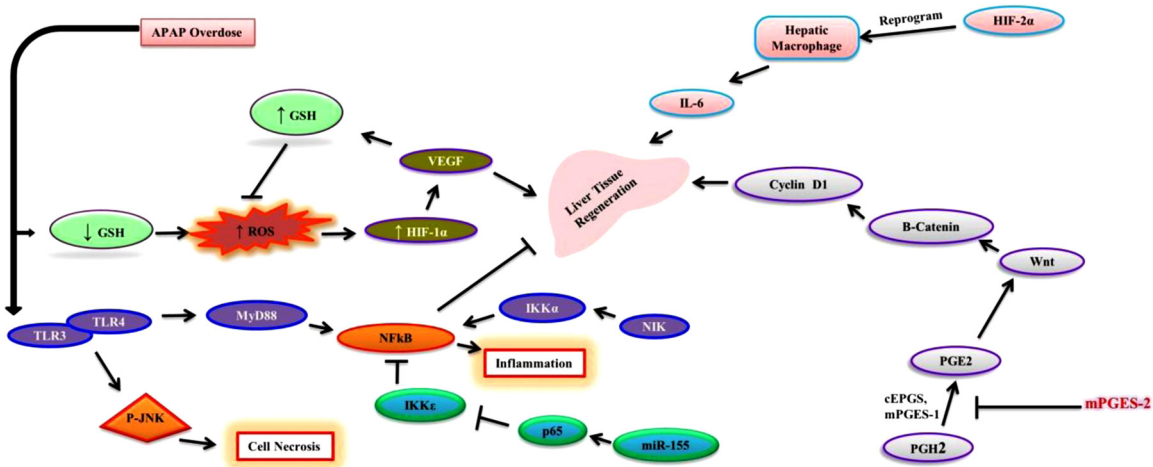 APAP Overdose
Reprogram
HIF-2α
Hepatic
Macrophage
IL-6
↑ GSH
VEGF
Liver Tissue
Regeneration
Cyclin D1
↓ GSH
↑ ROS
↑ HIF-1α
B-Catenin
Wnt
TLR3
TLR4
MyD88
IKKα
NIK
NFkB
Inflammation
PGE2
cEPGS,
mPGES-1
mPGES-2
P-JNK
IKKε
Cell Necrosis
p65
miR-155
PGH2